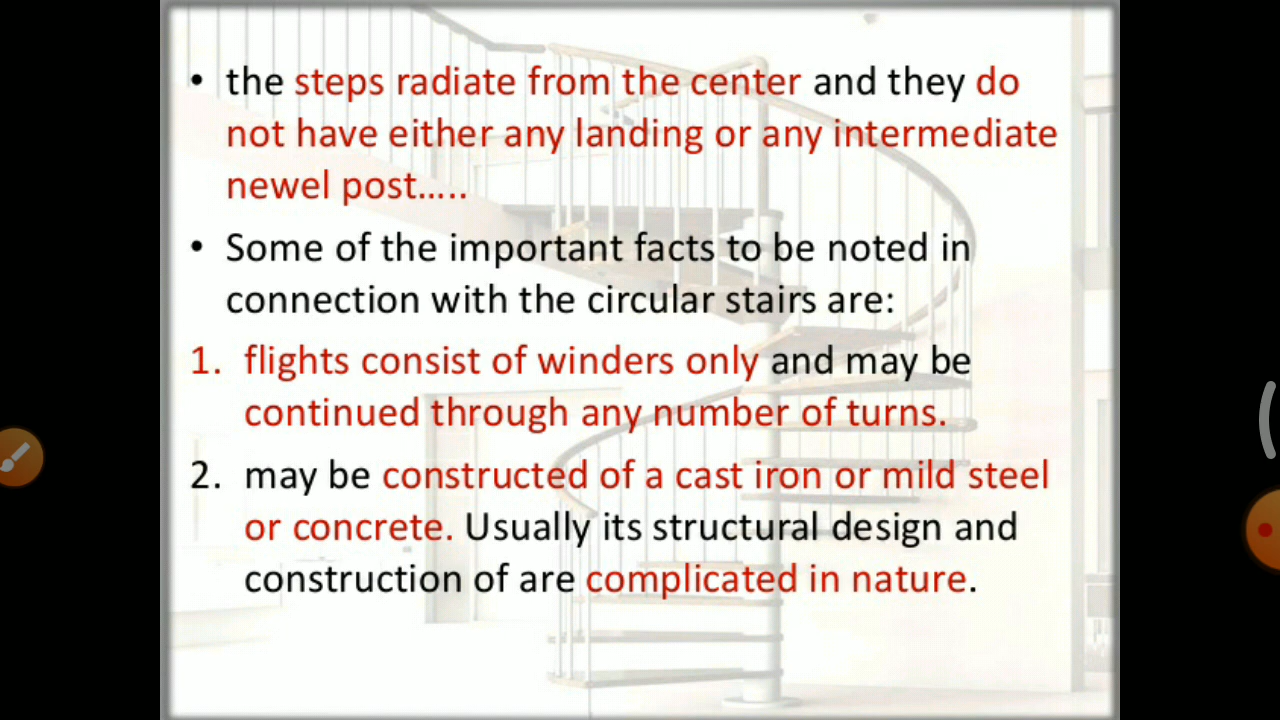 • the steps radiate from the center and they do
not have either any landing or any intermediate
newel post.....
• Some of the important facts to be noted in
connection with the circular stairs are:
1. flights consist of winders only and may be
continued through any number of turns.
2. may be constructed of a cast iron or mild steel
or concrete. Usually its structural design and
construction of are complicated in nature.